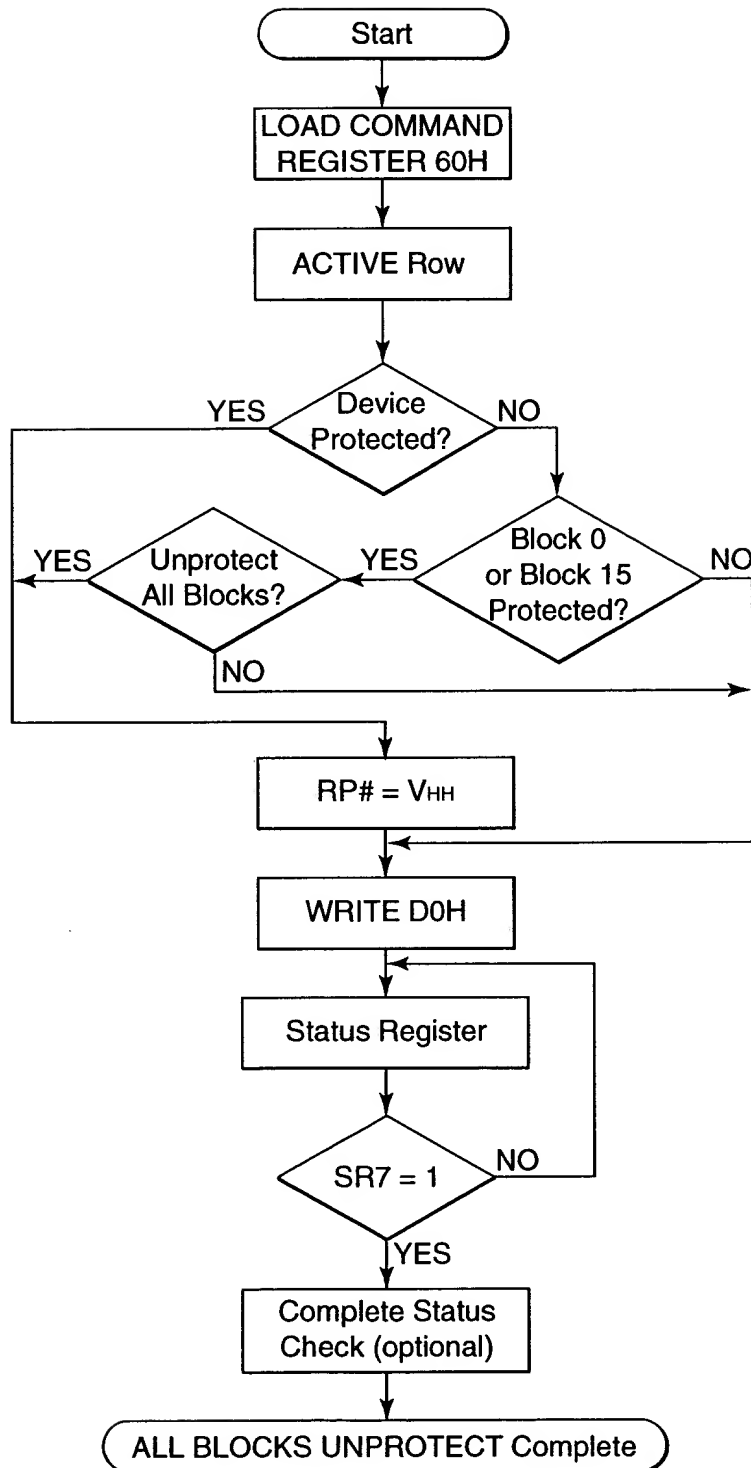 Start
LOAD COMMAND
REGISTER 60H
ACTIVE Row
YES
Device
Protected?
NO
YES
Unprotect
All Blocks?
YES
Block 0
or Block 15
Protected?
NO
NO
RP# = VHH
WRITE D0H
Status Register
SR7 = 1
NO
YES
Complete Status
Check (optional)
ALL BLOCKS UNPROTECT Complete